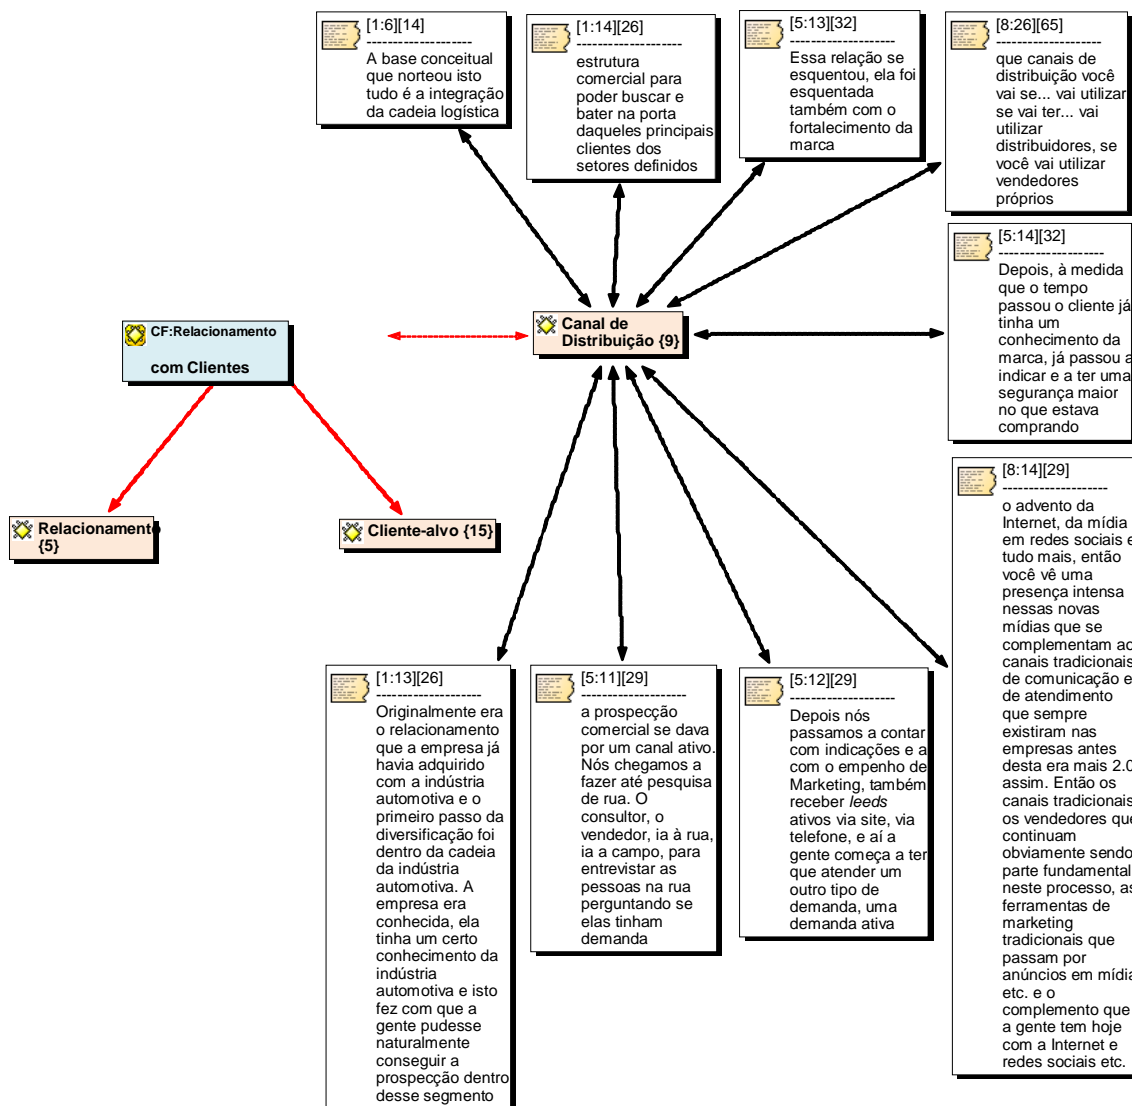 [1:6][14]
--------------------
A base conceitual
que norteou isto
tudo é a integração
da cadeia logística
[1:14][26]
--------------------
estrutura
comercial para
poder buscar e
bater na porta
daqueles principais
clientes dos
setores definidos
[5:13][32]
--------------------
Essa relação se
esquentou, ela foi
esquentada
também com o
fortalecimento da
marca
[8:26][65]
--------------------
que canais de
distribuição você
vai se... vai utilizar
se vai ter... vai
utilizar
distribuidores, se
você vai utilizar
vendedores
próprios
[5:14][32]
--------------------
Depois, à medida
que o tempo
passou o cliente já
tinha um
conhecimento da
marca, já passou a
indicar e a ter uma
segurança maior
no que estava
comprando
CF:Relacionamento
com Clientes
Canal de
Distribuição {9}
Relacionamento
{5}
Cliente-alvo {15}
[8:14][29]
--------------------
o advento da
Internet, da mídia
em redes sociais e
tudo mais, então
você vê uma
presença intensa
nessas novas
mídias que se
complementam ao
canais tradicionais
de comunicação e
de atendimento
que sempre
existiram nas
empresas antes
desta era mais 2.0
assim. Então os
canais tradicionais
os vendedores que
continuam
obviamente sendo
parte fundamental
neste processo, as
ferramentas de
marketing
tradicionais que
passam por
anúncios em mídia
etc. e o
complemento que
a gente tem hoje
com a Internet e
redes sociais etc.
[1:13][26]
--------------------
Originalmente era
o relacionamento
que a empresa já
havia adquirido
com a indústria
automotiva e o
primeiro passo da
diversificação foi
dentro da cadeia
da indústria
automotiva. A
empresa era
conhecida, ela
tinha um certo
conhecimento da
indústria
automotiva e isto
fez com que a
gente pudesse
naturalmente
conseguir a
prospecção dentro
desse segmento
[5:11][29]
--------------------
a prospecção
comercial se dava
por um canal ativo.
Nós chegamos a
fazer até pesquisa
de rua. O
consultor, o
vendedor, ia à rua,
ia a campo, para
entrevistar as
pessoas na rua
perguntando se
elas tinham
demanda
[5:12][29]
--------------------
Depois nós
passamos a contar
com indicações e a
com o empenho de
Marketing, também
receber leeds
ativos via site, via
telefone, e aí a
gente começa a ter
que atender um
outro tipo de
demanda, uma
demanda ativa